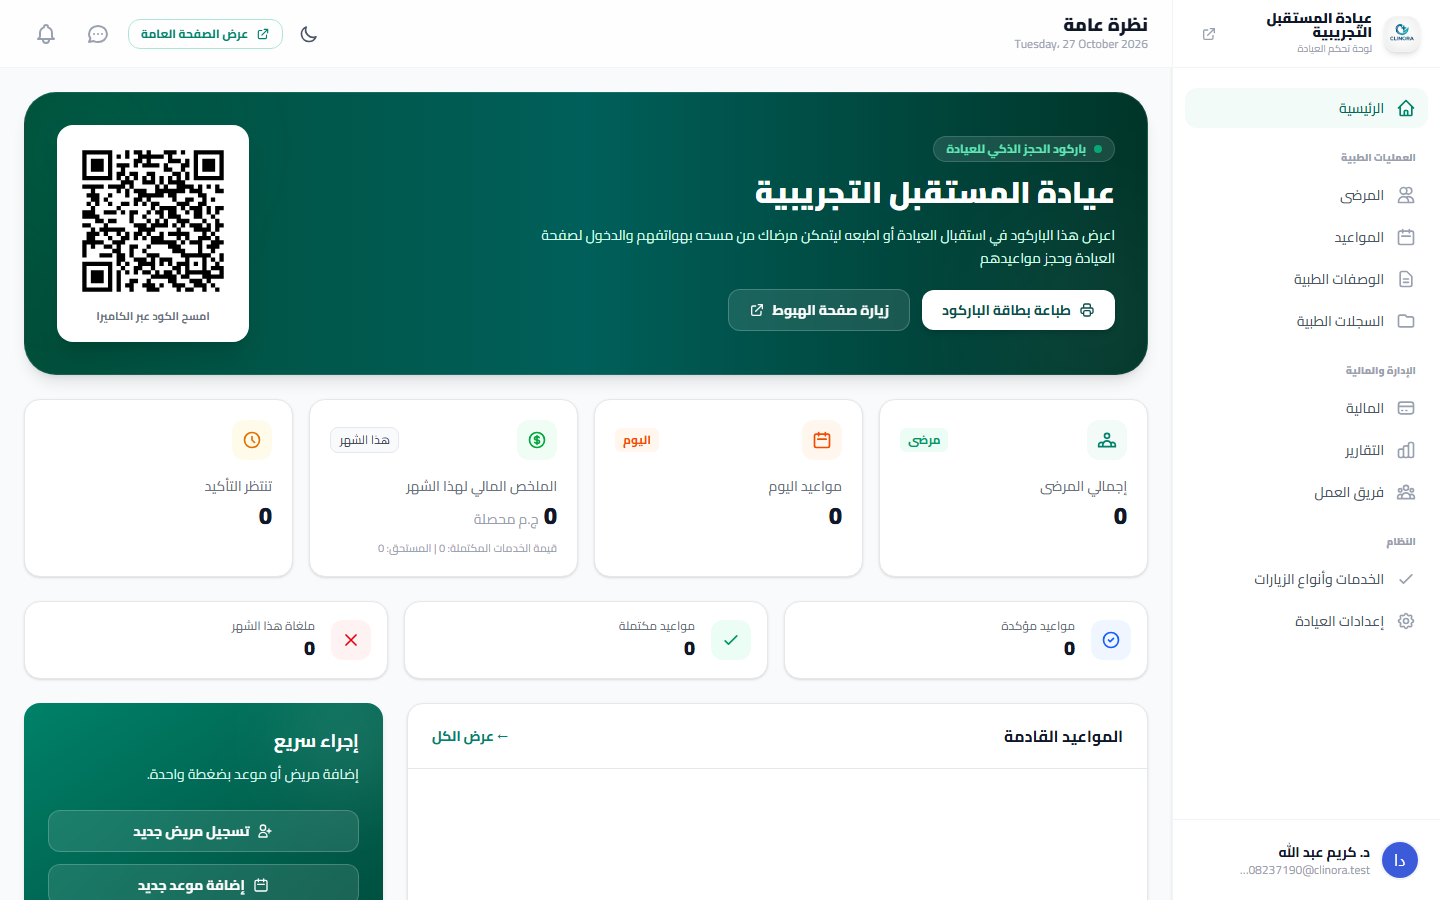 عيادة المستقبل
التجريبية
لوحة تحكم العيادة
CLINORA
نظرة عامة
Tuesday، 27 October 2026
عرض الصفحة العامة
الرئيسية
العمليات الطبية
المرضى
المواعيد
الوصفات الطبية
السجلات الطبية
الإدارة والمالية
المالية
التقارير
فريق العمل
النظام
الخدمات وأنواع الزيارات
إعدادات العيادة
دا
د. كريم عبد الله
08237190@clinora.test...
باركود الحجز الذكي للعيادة
عيادة المستقبل التجريبية
اعرض هذا الباركود في استقبال العيادة أو اطبعه ليتمكن مرضاك من مسحه بهواتفهم والدخول لصفحة
العيادة وحجز مواعيدهم
طباعة بطاقة الباركود
زيارة صفحة الهبوط
امسح الكود عبر الكاميرا
مرضى
إجمالي المرضى
0
اليوم
مواعيد اليوم
0
هذا الشهر
الملخص المالي لهذا الشهر
0 ج.م محصلة
قيمة الخدمات المكتملة: 0 | المستحق: 0
تنتظر التأكيد
0
مواعيد مؤكدة
0
مواعيد مكتملة
0
ملغاة هذا الشهر
0
المواعيد القادمة
عرض الكل ←
إجراء سريع
إضافة مريض أو موعد بضغطة واحدة.
تسجيل مريض جديد
إضافة موعد جديد